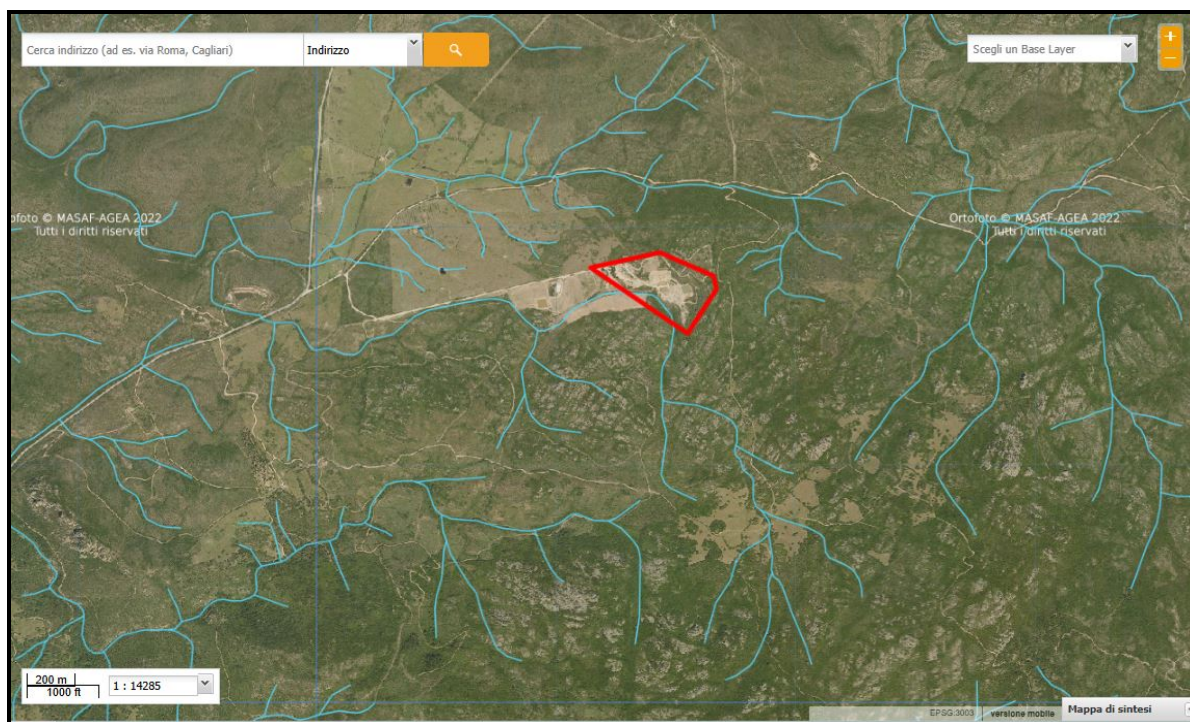 Cerca indirizzo (ad es. via Roma, Cagliari)
Indirizzo
Scegli un Base Layer
+
−
ofoto © MASAF-AGEA 2022
Tutti i diritti riservati
Ortofoto © MASAF-AGEA 2022
Tutti i diritti riservati
200 m
1000 ft
1 : 14285
EPSG:3003
versione mobile
Mappa di sintesi